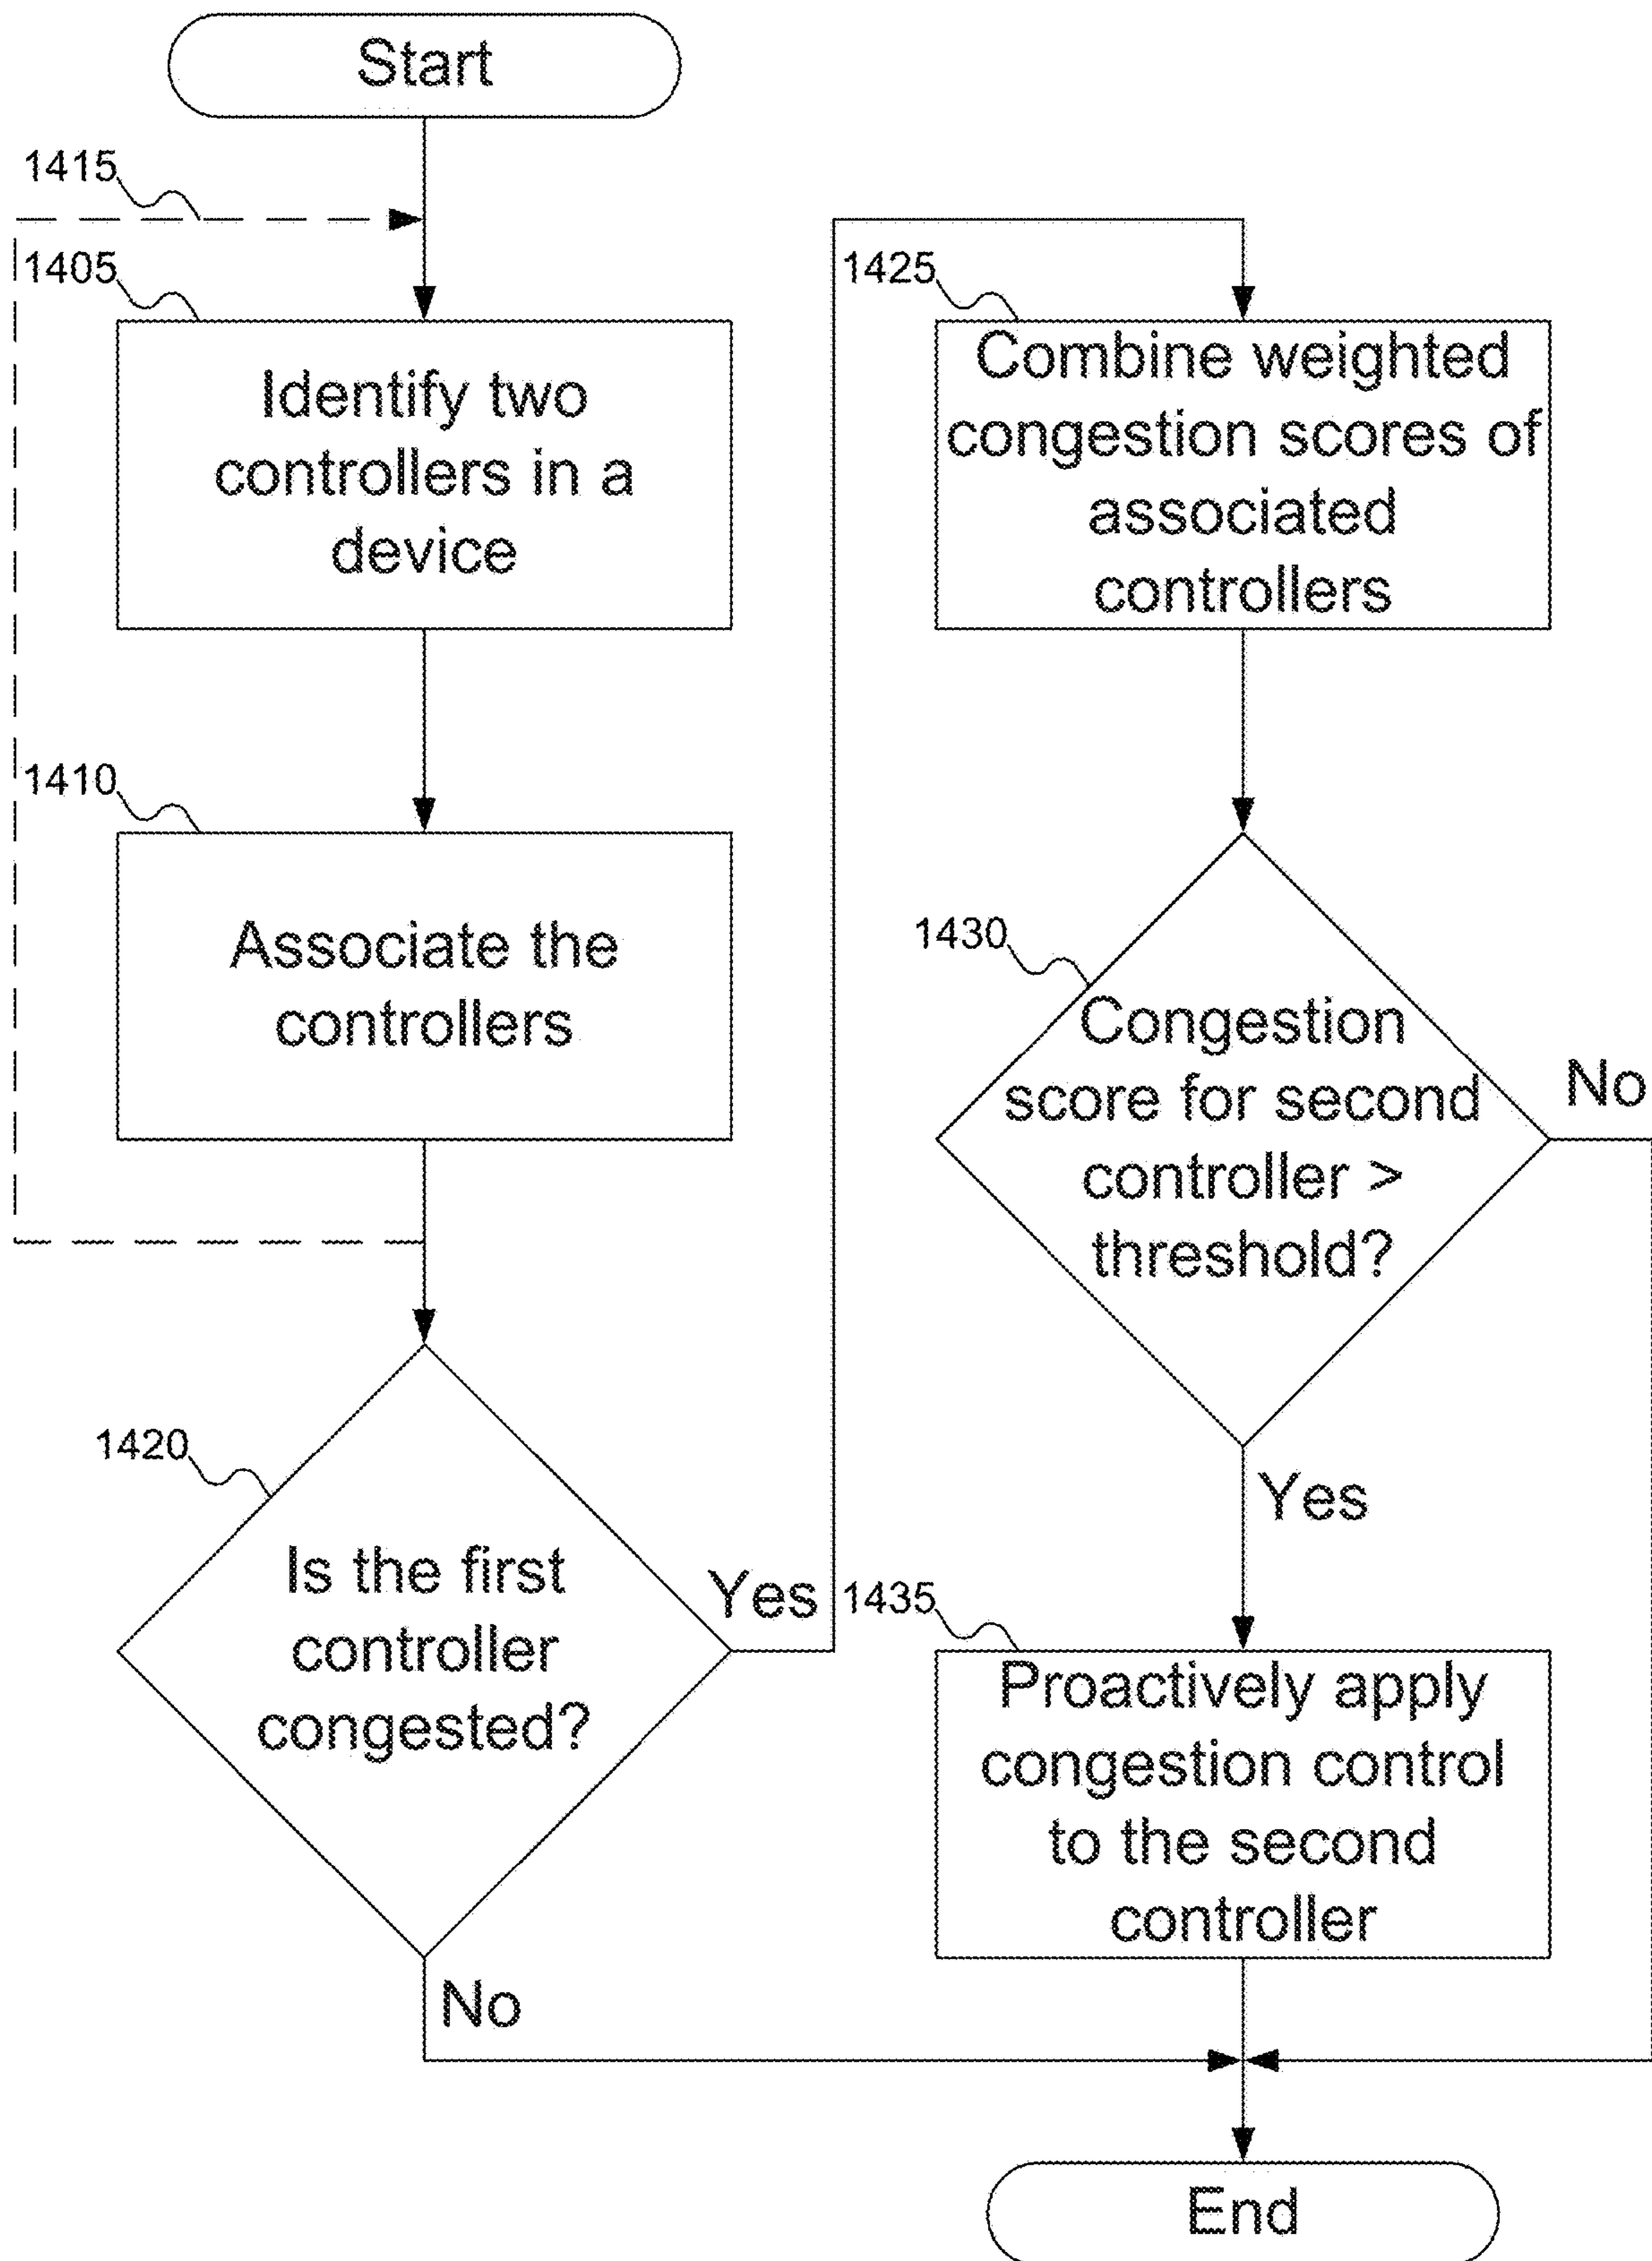 Start
1415
1405
Identify two
controllers in a
device
1410
Associate the
controllers
1420
Is the first
controller
congested?
Yes
No
1425
Combine weighted
congestion scores of
associated
controllers
1430
Congestion
score for second
controller >
threshold?
No
Yes
1435
Proactively apply
congestion control
to the second
controller
End